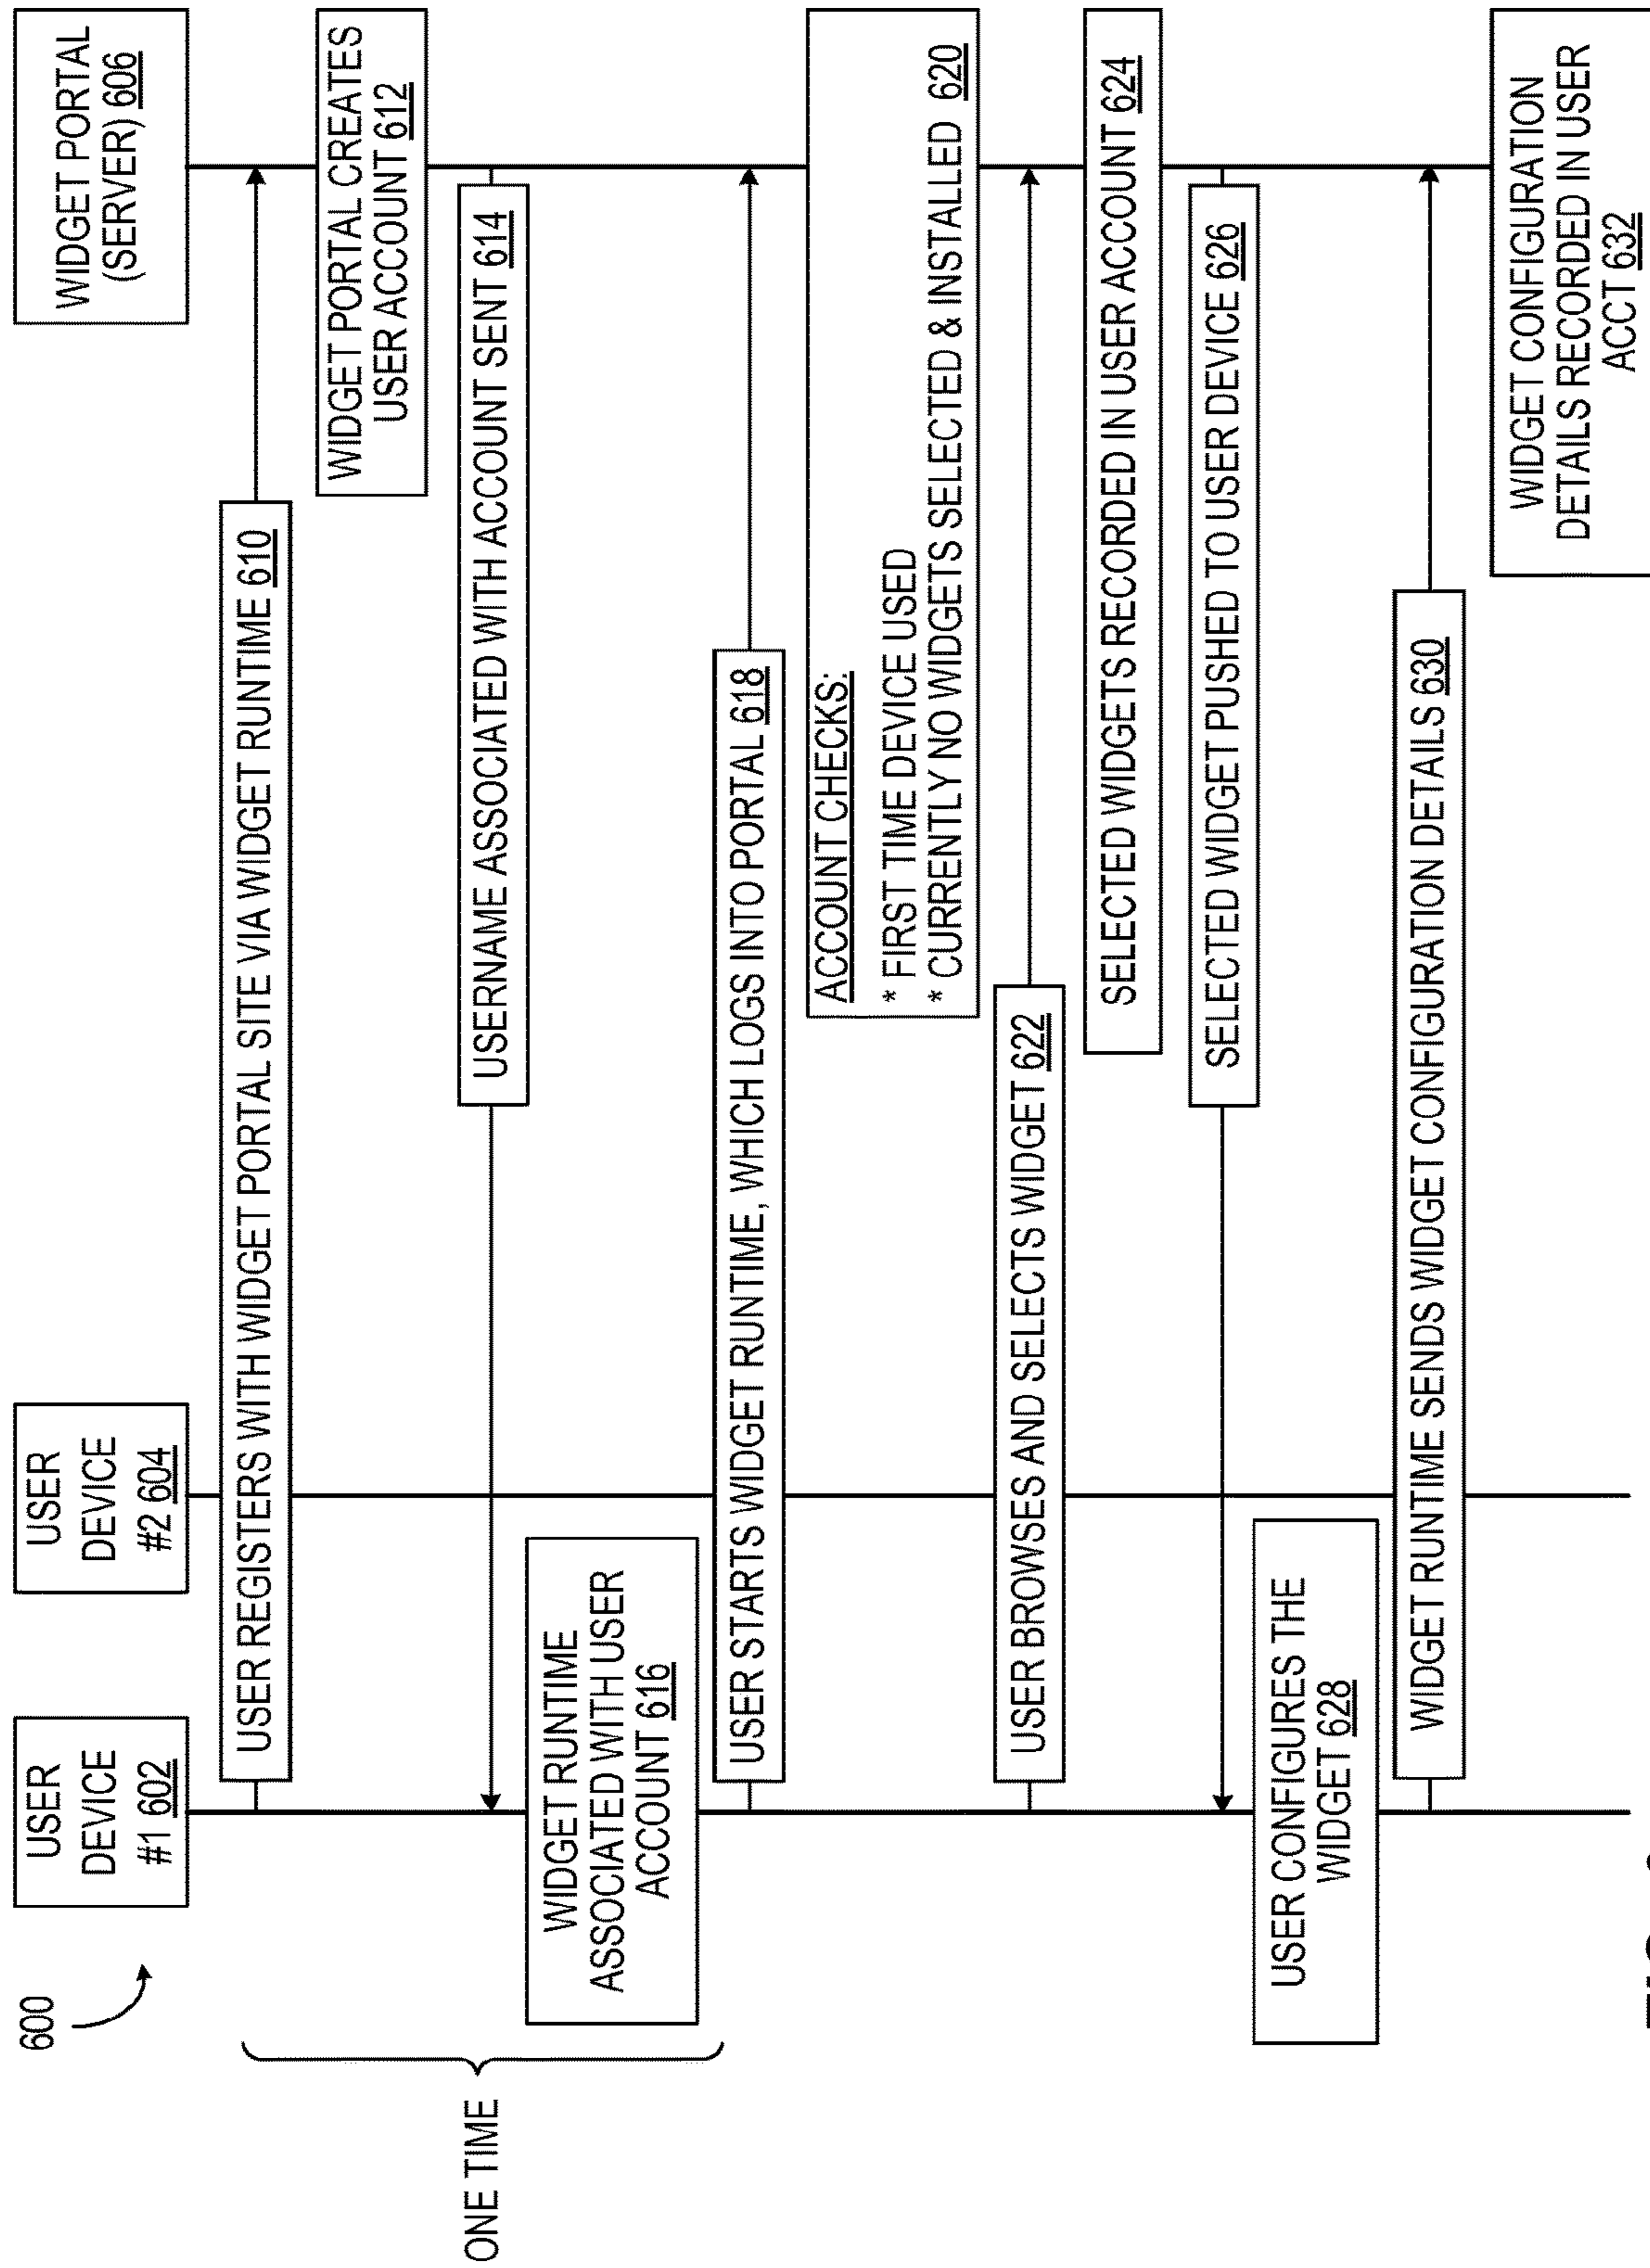 600
USER
DEVICE
#1 602
USER
DEVICE
#2 604
WIDGET PORTAL
(SERVER) 606
ONE TIME
USER REGISTERS WITH WIDGET PORTAL SITE VIA WIDGET RUNTIME 610
WIDGET PORTAL CREATES
USER ACCOUNT 612
USERNAME ASSOCIATED WITH ACCOUNT SENT 614
WIDGET RUNTIME
ASSOCIATED WITH USER
ACCOUNT 616
USER STARTS WIDGET RUNTIME, WHICH LOGS INTO PORTAL 618
ACCOUNT CHECKS:
* FIRST TIME DEVICE USED
* CURRENTLY NO WIDGETS SELECTED & INSTALLED 620
USER BROWSES AND SELECTS WIDGET 622
SELECTED WIDGETS RECORDED IN USER ACCOUNT 624
SELECTED WIDGET PUSHED TO USER DEVICE 626
USER CONFIGURES THE
WIDGET 628
WIDGET RUNTIME SENDS WIDGET CONFIGURATION DETAILS 630
WIDGET CONFIGURATION
DETAILS RECORDED IN USER
ACCT 632